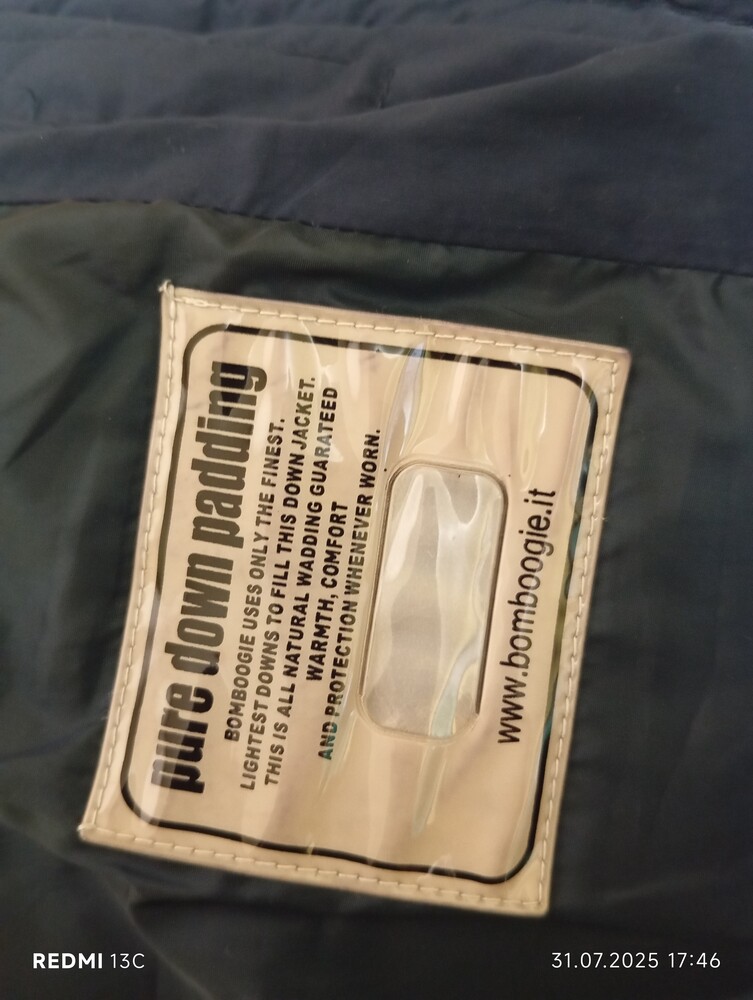 pure down padding
BOMBOOGIE USES ONLY THE FINEST.
LIGHTEST DOWNS TO FILL THIS DOWN JACKET.
THIS IS ALL NATURAL WADDING GUARATEED
WARMTH, COMFORT
AND PROTECTION WHENEVER WORN.
www.bomboogie.it
REDMI 13C
31.07.2025 17:46